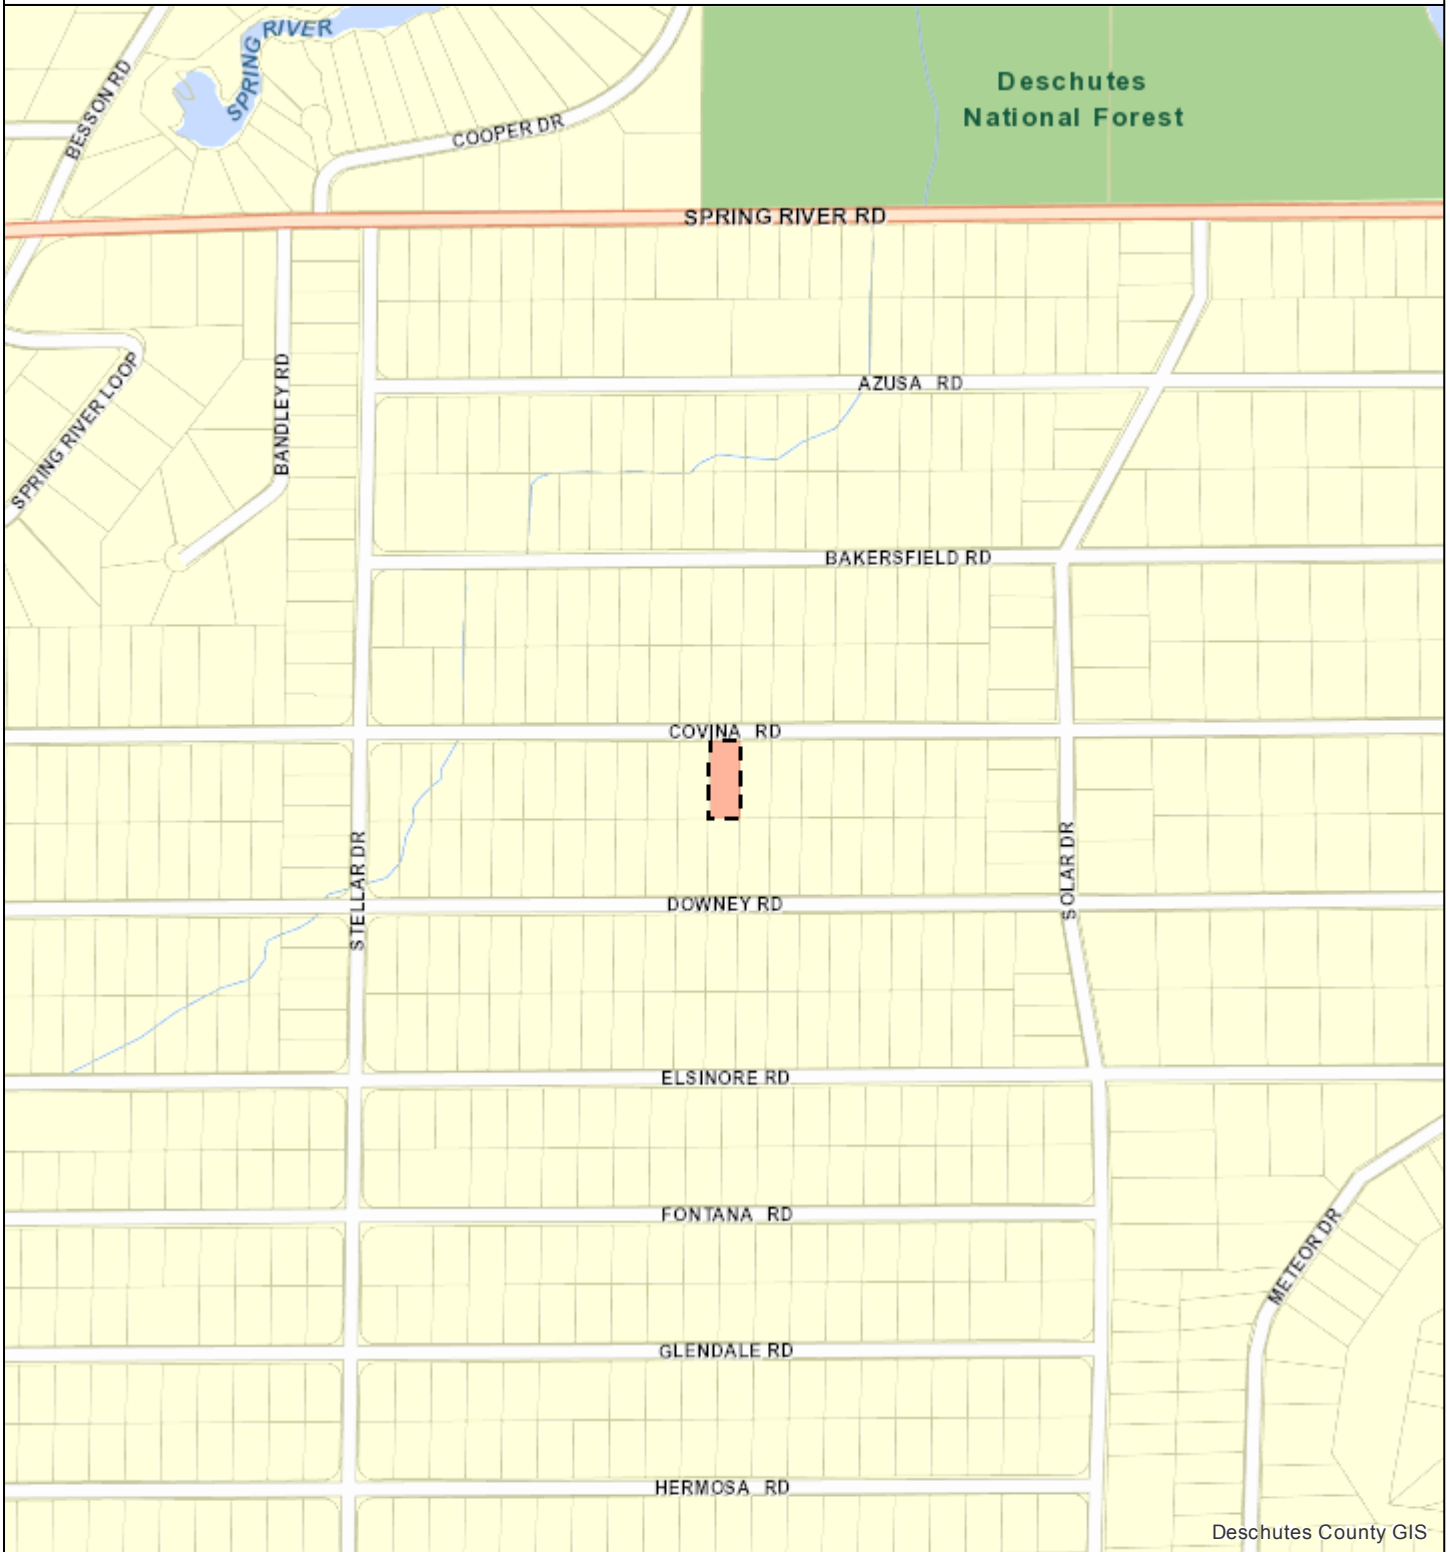 SPRING RIVER
BESSON RD
COOPER DR
Deschutes
National Forest
SPRING RIVER RD
SPRING RIVER LOOP
BANDLEY RD
AZUSA RD
BAKERSFIELD RD
COVINA RD
STELLAR DR
SOLAR DR
DOWNEY RD
ELSINORE RD
FONTANA RD
METEOR DR
GLENDALE RD
HERMOSA RD
Deschutes County GIS